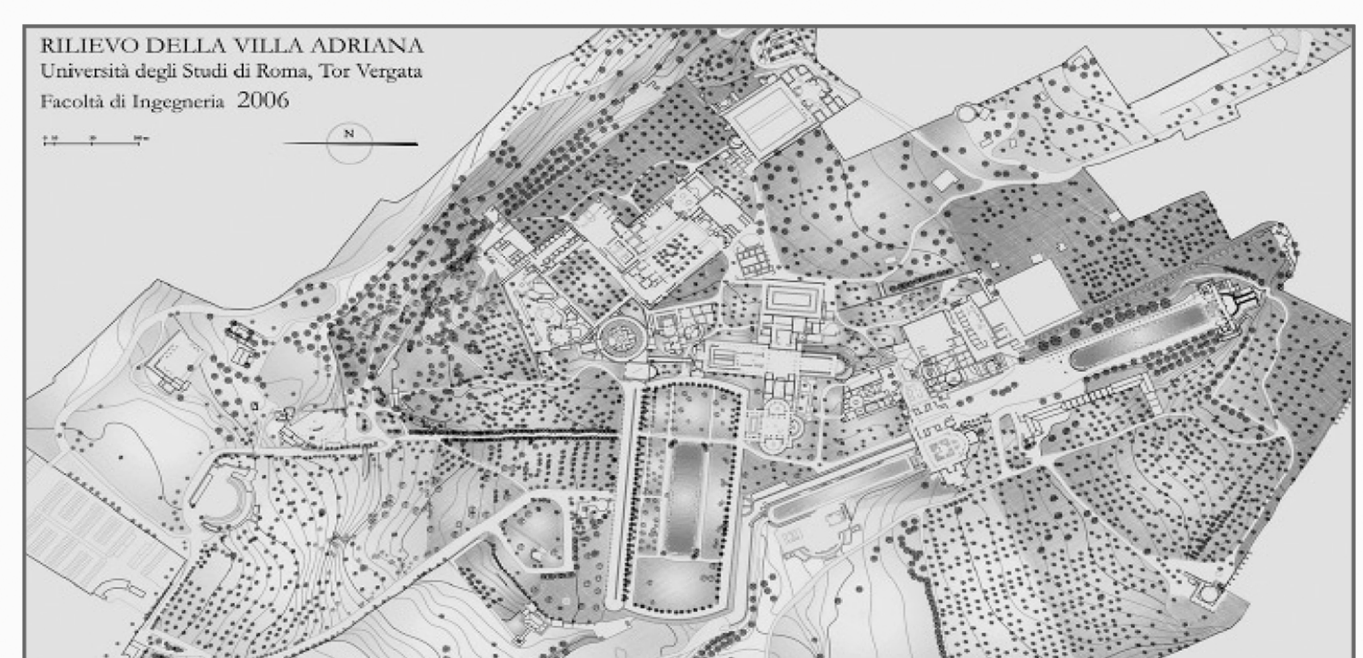 RILIEVO DELLA VILLA ADRIANA
Università degli Studi di Roma, Tor Vergata
Facoltà di Ingegneria 2006
N